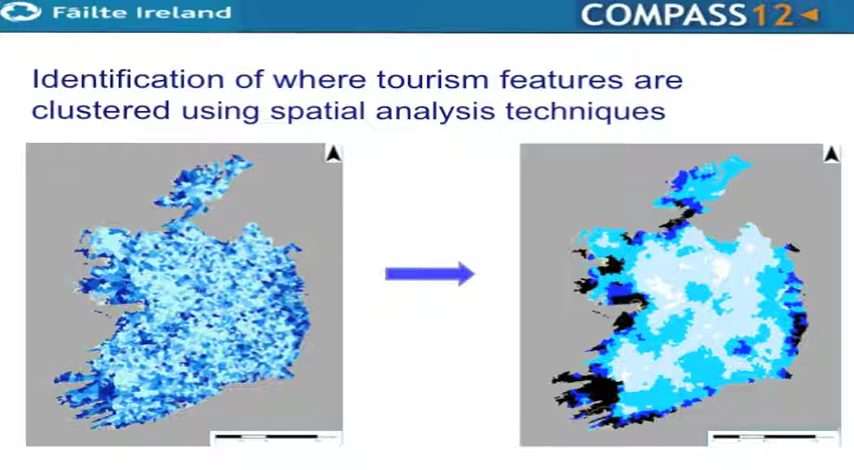 Fáilte Ireland
COMPASS12
Identification of where tourism features are
clustered using spatial analysis techniques